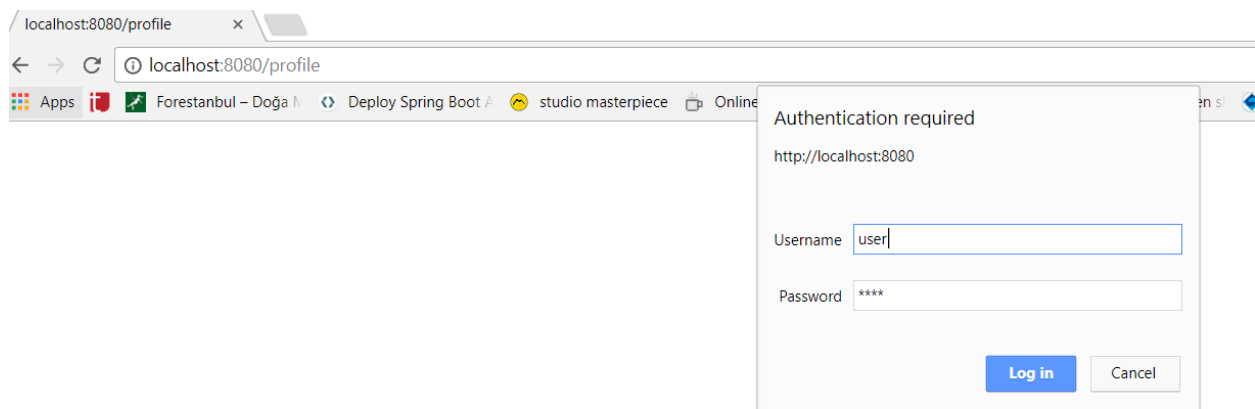 localhost:8080/profile ×
localhost:8080/profile
Apps Forestanbul – Doğa Deploy Spring Boot studio masterpiece Online
Authentication required
http://localhost:8080
Username user
Password ****
Log in Cancel